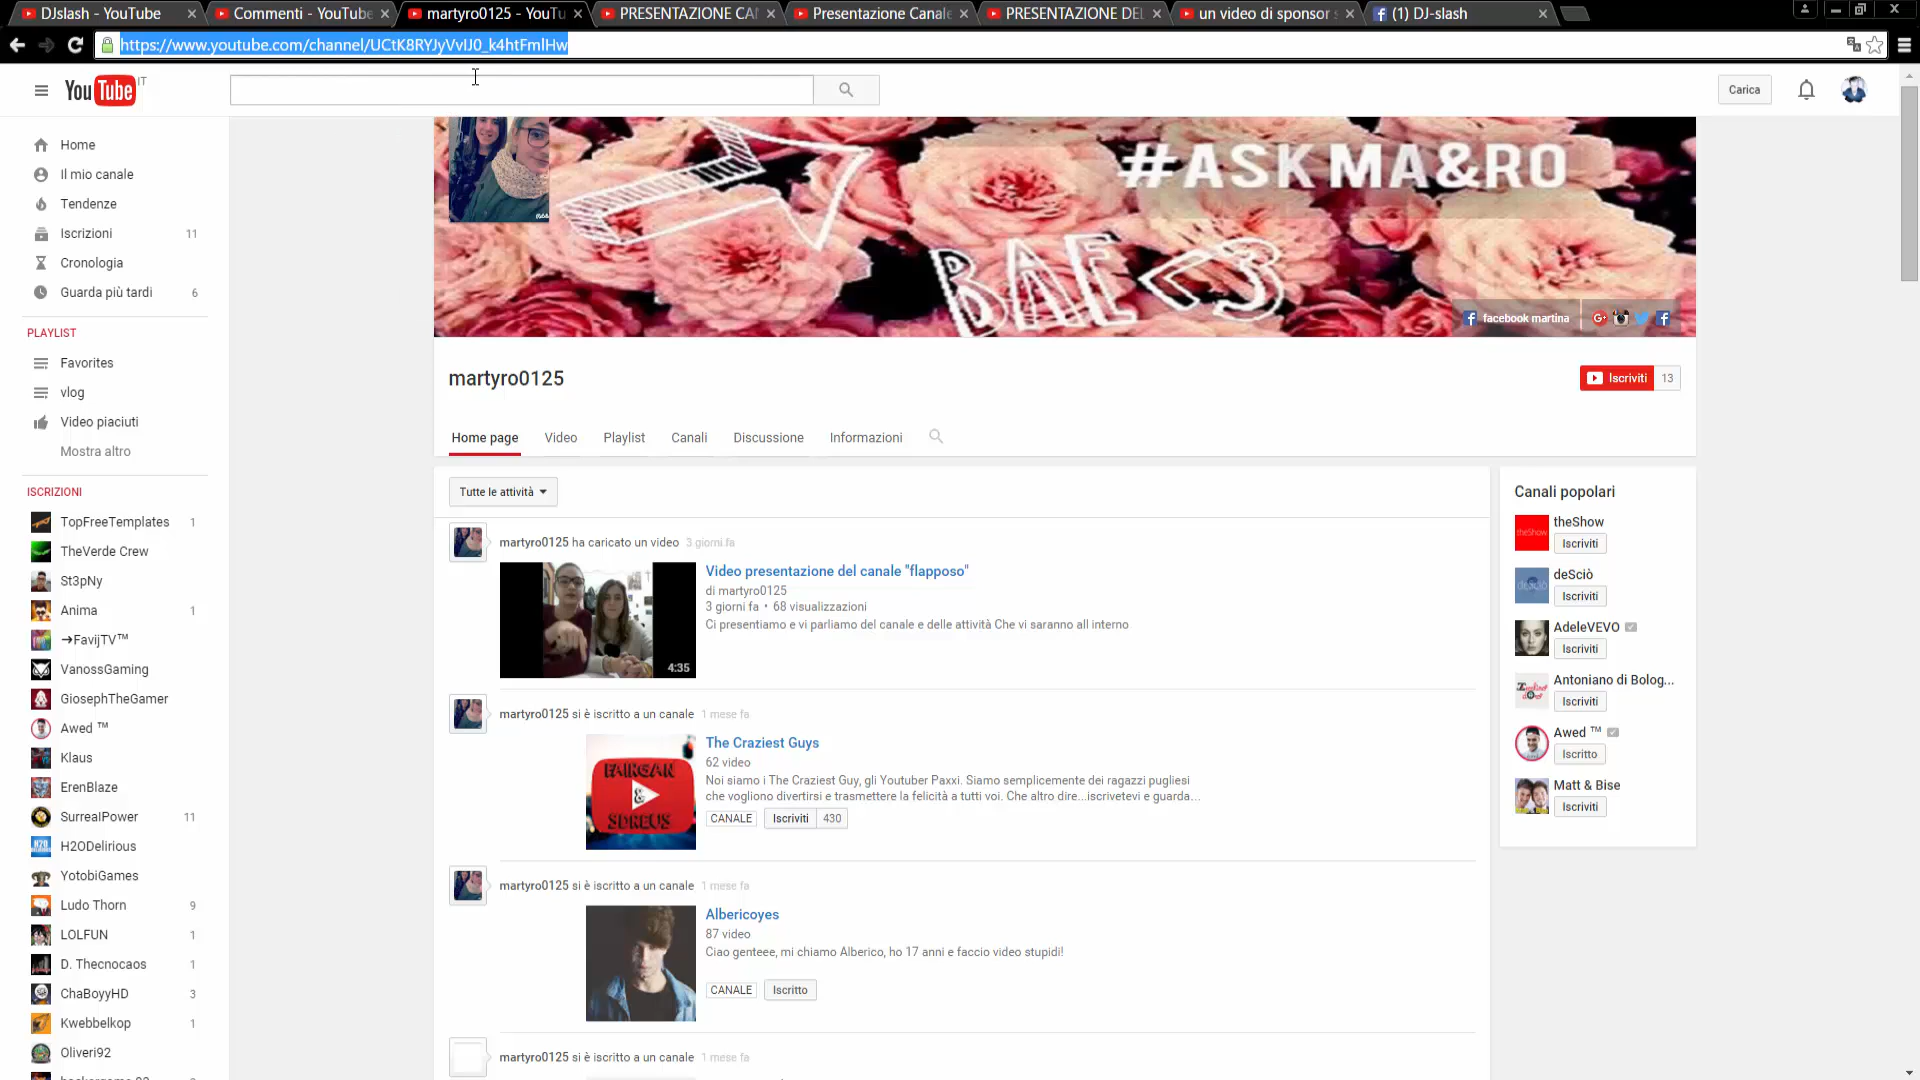 DJslash - YouTube
Commenti - YouTube
martyro0125 - YouTu
PRESENTAZIONE CA
Presentazione Canale
PRESENTAZIONE DEL
un video di sponsor
(1) DJ-slash
https://www.youtube.com/channel/UCtK8RYJyVvIJ0_k4htFmlHw
YouTube IT
Carica
Home
Il mio canale
Tendenze
Iscrizioni 11
Cronologia
Guarda più tardi 6
PLAYLIST
Favorites
vlog
Video piaciuti
Mostra altro
ISCRIZIONI
TopFreeTemplates 1
TheVerde Crew
St3pNy
Anima 1
➔FavijTV™
VanossGaming
GiosephTheGamer
Awed ™
Klaus
ErenBlaze
SurrealPower 11
H2ODelirious
YotobiGames
Ludo Thorn 9
LOLFUN 1
D. Thecnocaos 1
ChaBoyyHD 3
Kwebbelkop 1
Oliveri92
#ASKMA&RO
BAE<3
facebook martina
martyro0125
Iscriviti 13
Home page Video Playlist Canali Discussione Informazioni
Tutte le attività
martyro0125 ha caricato un video 3 giorni fa
4:35
Video presentazione del canale "flapposo"
di martyro0125
3 giorni fa • 68 visualizzazioni
Ci presentiamo e vi parliamo del canale e delle attività Che vi saranno all interno
martyro0125 si è iscritto a un canale 1 mese fa
FAIRGAN
&
SDREUS
The Craziest Guys
62 video
Noi siamo i The Craziest Guy, gli Youtuber Paxxi. Siamo semplicemente dei ragazzi pugliesi
che vogliono divertirsi e trasmettere la felicità a tutti voi. Che altro dire...iscrivetevi e guarda...
CANALE Iscriviti 430
martyro0125 si è iscritto a un canale 1 mese fa
Albericoyes
87 video
Ciao genteee, mi chiamo Alberico, ho 17 anni e faccio video stupidi!
CANALE Iscritto
martyro0125 si è iscritto a un canale 1 mese fa
Canali popolari
theShow
Iscriviti
deSciò
Iscriviti
AdeleVEVO
Iscriviti
Antoniano di Bolog...
Iscriviti
Awed ™
Iscritto
Matt & Bise
Iscriviti